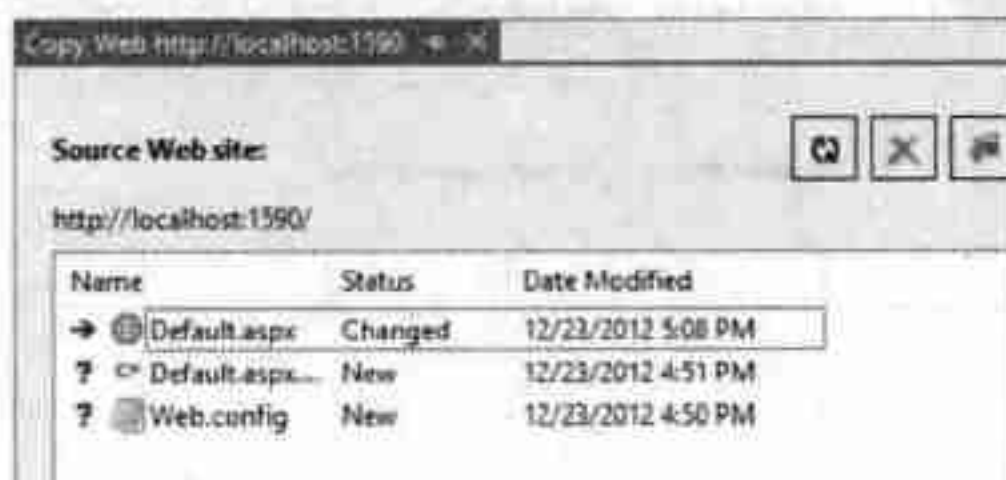 Copy Web http://localhost:1590
Source Web site:
http://localhost:1590/
Name Status Date Modified
Default.aspx Changed 12/23/2012 5:08 PM
? Default.aspx... New 12/23/2012 4:51 PM
? Web.config New 12/23/2012 4:50 PM